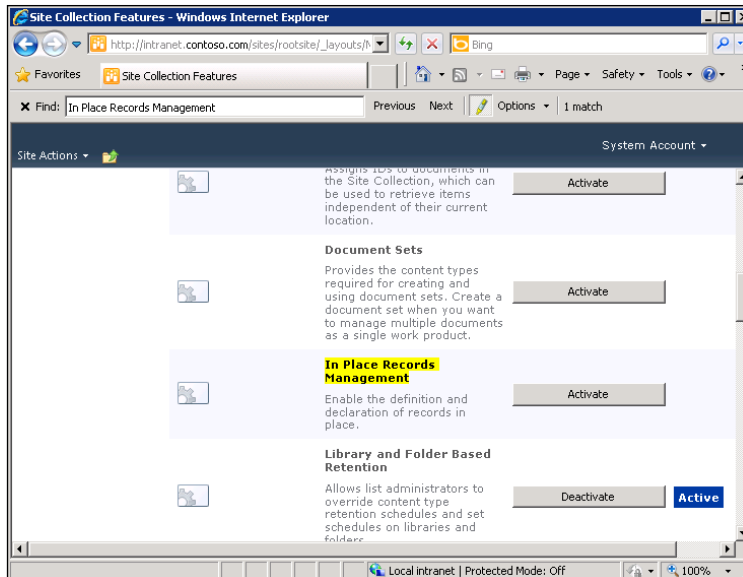 Site Collection Features - Windows Internet Explorer
http://intranet.contoso.com/sites/rootsite/_layouts/
Bing
Favorites
Site Collection Features
Page
Safety
Tools
Find: In Place Records Management
Previous Next
Options
1 match
System Account
Site Actions
Assigns IDs to documents in
the Site Collection, which can
be used to retrieve items
independent of their current
location.
Activate
Document Sets
Provides the content types
required for creating and
using document sets. Create a
document set when you want
to manage multiple documents
as a single work product.
Activate
In Place Records
Management
Enable the definition and
declaration of records in
place.
Activate
Library and Folder Based
Retention
Allows list administrators to
override content type
retention schedules and set
schedules on libraries and
folders.
Deactivate
Active
Local intranet | Protected Mode: Off
100%